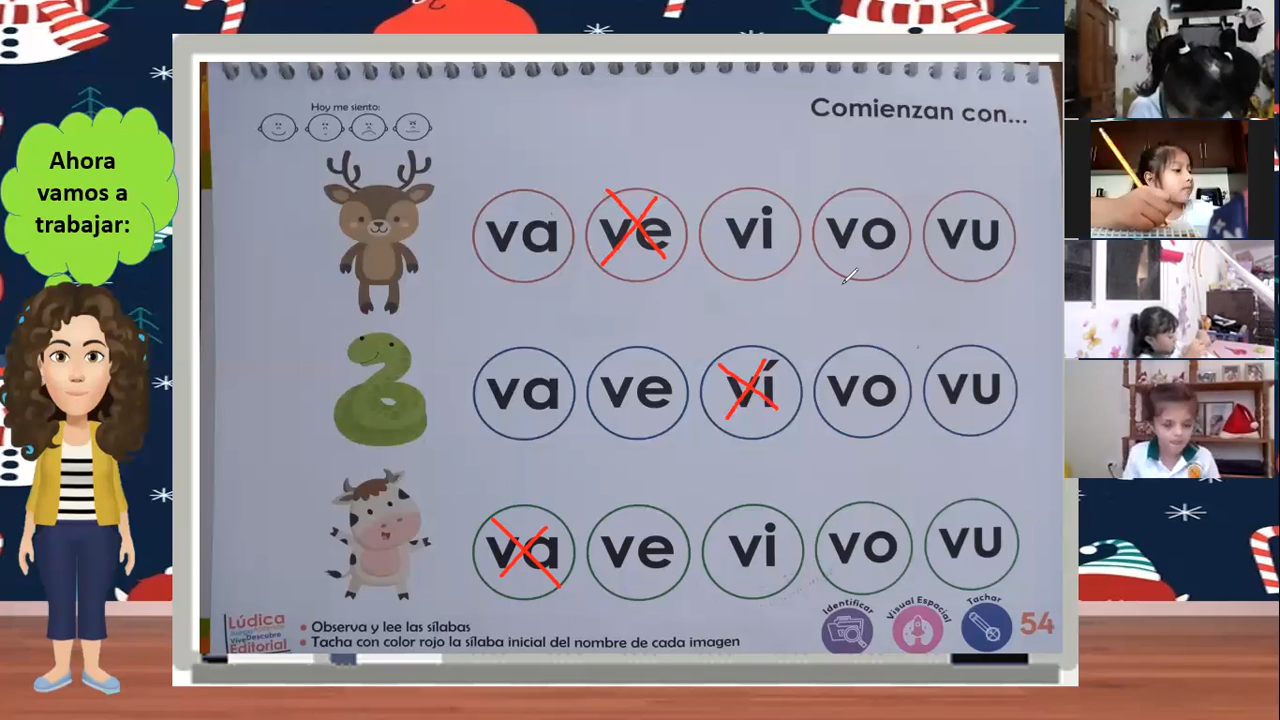 Ahora
vamos a
trabajar:
Hoy me siento:
Comienzan con...
va ve vi vo vu
va ve ví vo vu
va ve vi vo vu
Lúdica
ViveDescubre
Editorial
Observa y lee las sílabas
Tacha con color rojo la sílaba inicial del nombre de cada imagen
Identificar
Visual Espacial
Tachar
54